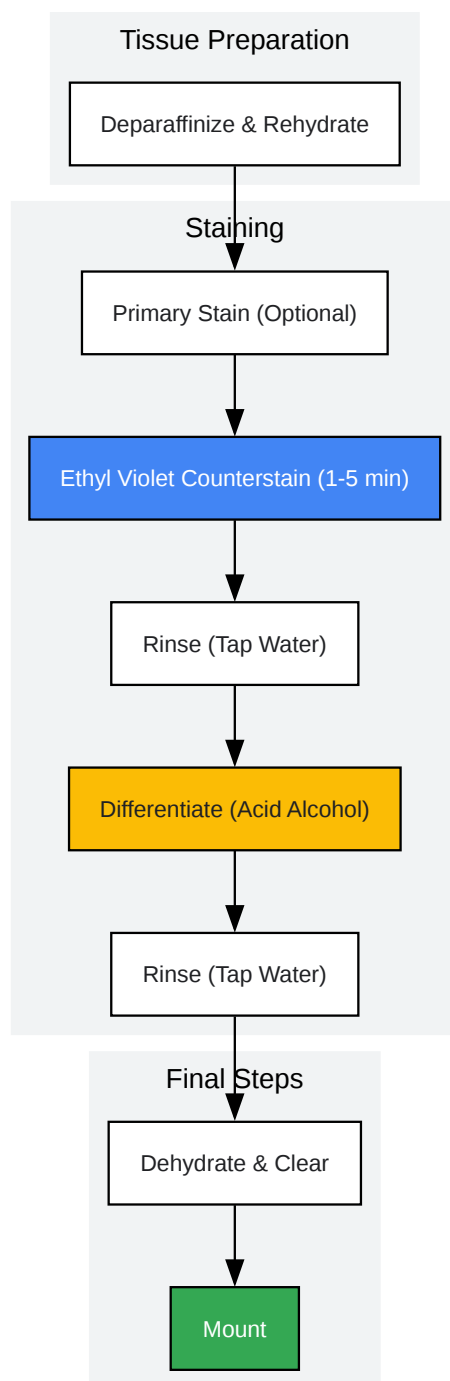 Tissue Preparation
Deparaffinize & Rehydrate
Staining
Primary Stain (Optional)
Ethyl Violet Counterstain (1-5 min)
Rinse (Tap Water)
Differentiate (Acid Alcohol)
Rinse (Tap Water)
Final Steps
Dehydrate & Clear
Mount